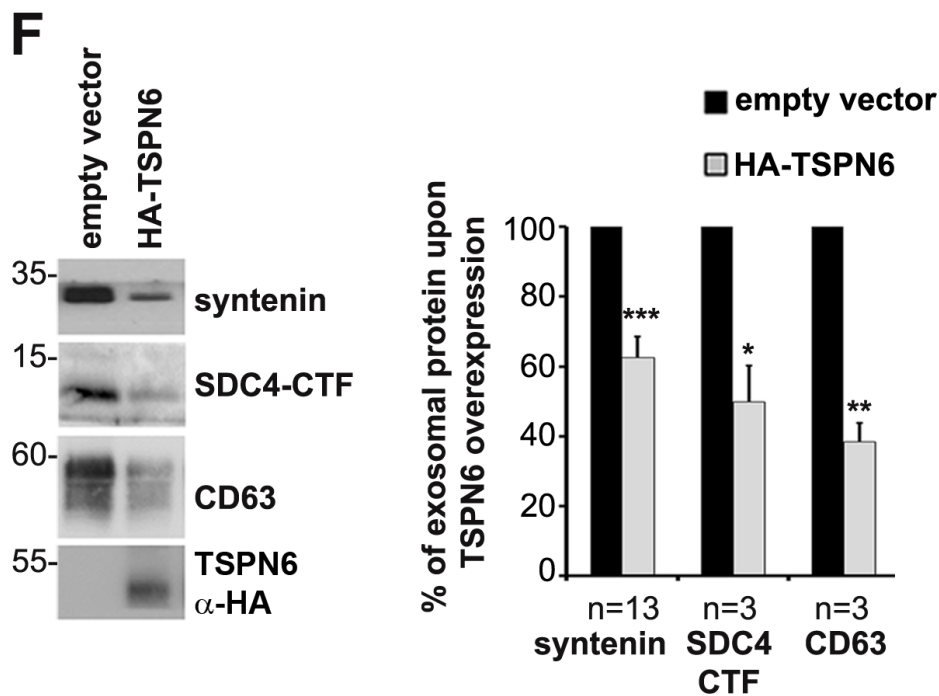 F
empty vector
HA-TSPN6
35-
syntenin
15-
SDC4-CTF
60-
CD63
55-
TSPN6
α-HA
empty vector
HA-TSPN6
% of exosomal protein upon
TSPN6 overexpression
100
80
60
40
20
0
***
*
**
n=13 n=3 n=3
syntenin SDC4 CD63
CTF